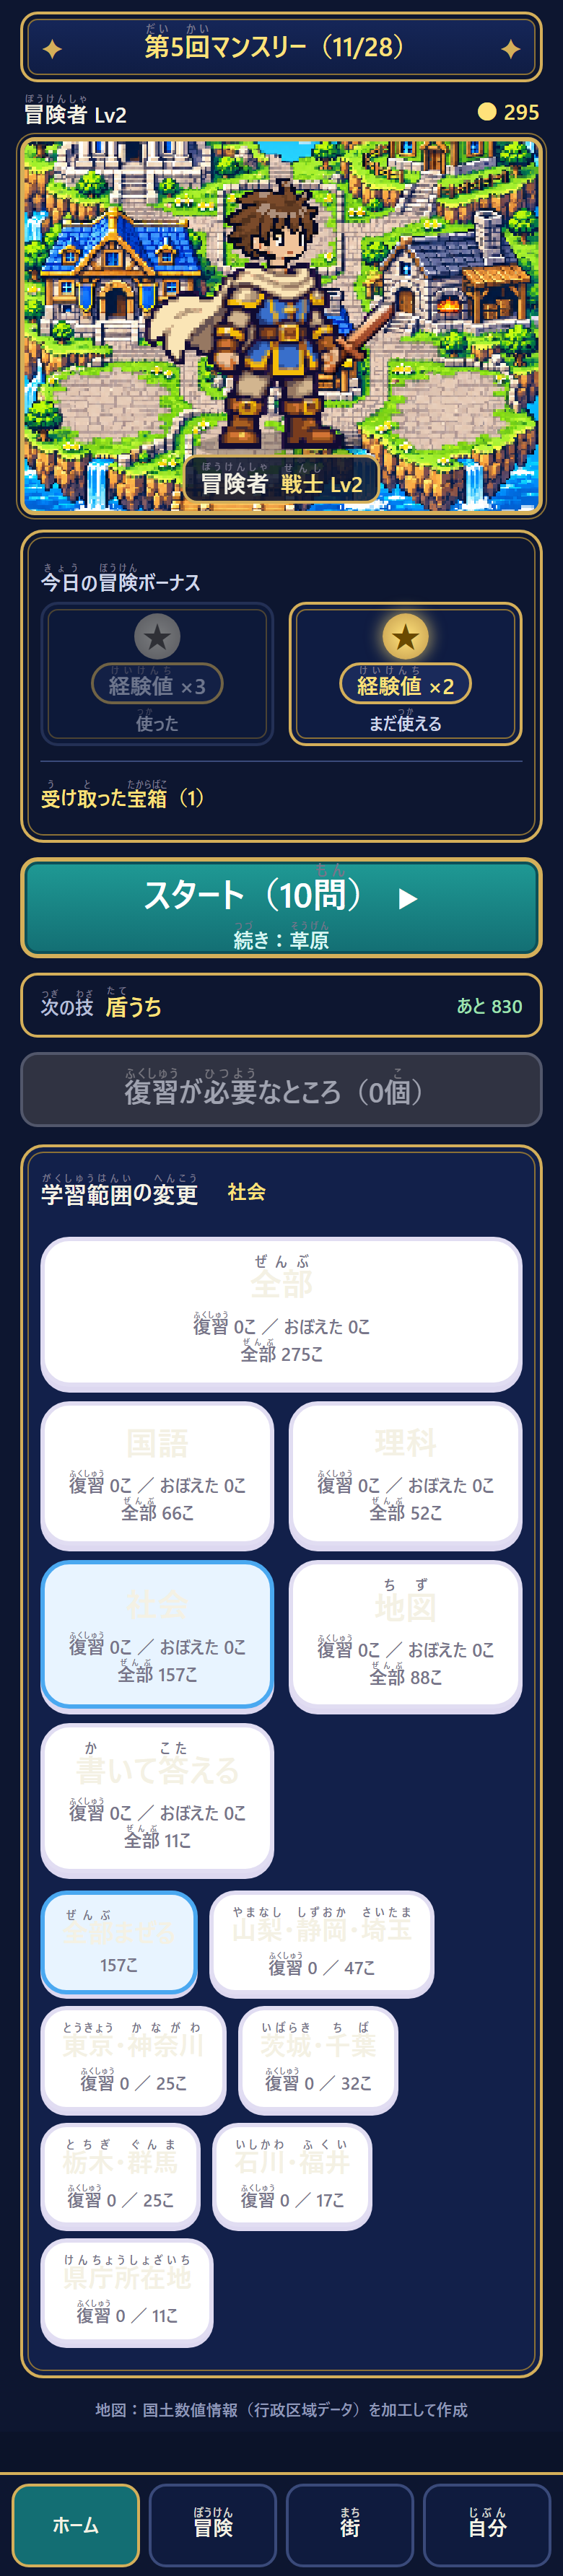 第5回マンスリー（11/28）
冒険者 Lv2
295
冒険者 戦士 Lv2
今日の冒険ボーナス
経験値 ×3
使った
経験値 ×2
まだ使える
受け取った宝箱（1）
スタート（10問） ▶
続き：草原
次の技 盾うち
あと 830
復習が必要なところ（0個）
学習範囲の変更 社会
全部
復習 0こ ／ おぼえた 0こ
全部 275こ
国語
復習 0こ ／ おぼえた 0こ
全部 66こ
理科
復習 0こ ／ おぼえた 0こ
全部 52こ
社会
復習 0こ ／ おぼえた 0こ
全部 157こ
地図
復習 0こ ／ おぼえた 0こ
全部 88こ
書いて答える
復習 0こ ／ おぼえた 0こ
全部 11こ
全部まぜる
157こ
山梨・静岡・埼玉
復習 0 ／ 47こ
東京・神奈川
復習 0 ／ 25こ
茨城・千葉
復習 0 ／ 32こ
栃木・群馬
復習 0 ／ 25こ
石川・福井
復習 0 ／ 17こ
県庁所在地
復習 0 ／ 11こ
地図：国土数値情報（行政区域データ）を加工して作成
ホーム
冒険
街
自分